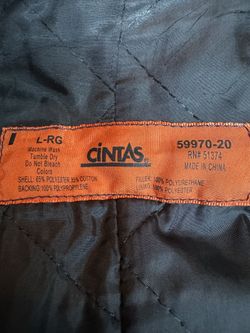 L-RG
Machine Wash
Tumble Dry
Do Not Bleach
Colors
SHELL: 65% POLYESTER 35% COTTON
BACKING: 100% POLYPROPYLENE
CINTAS
59970-20
RN# 51374
MADE IN CHINA
FILLER: 100% POLYURETHANE
LINING: 100% POLYESTER